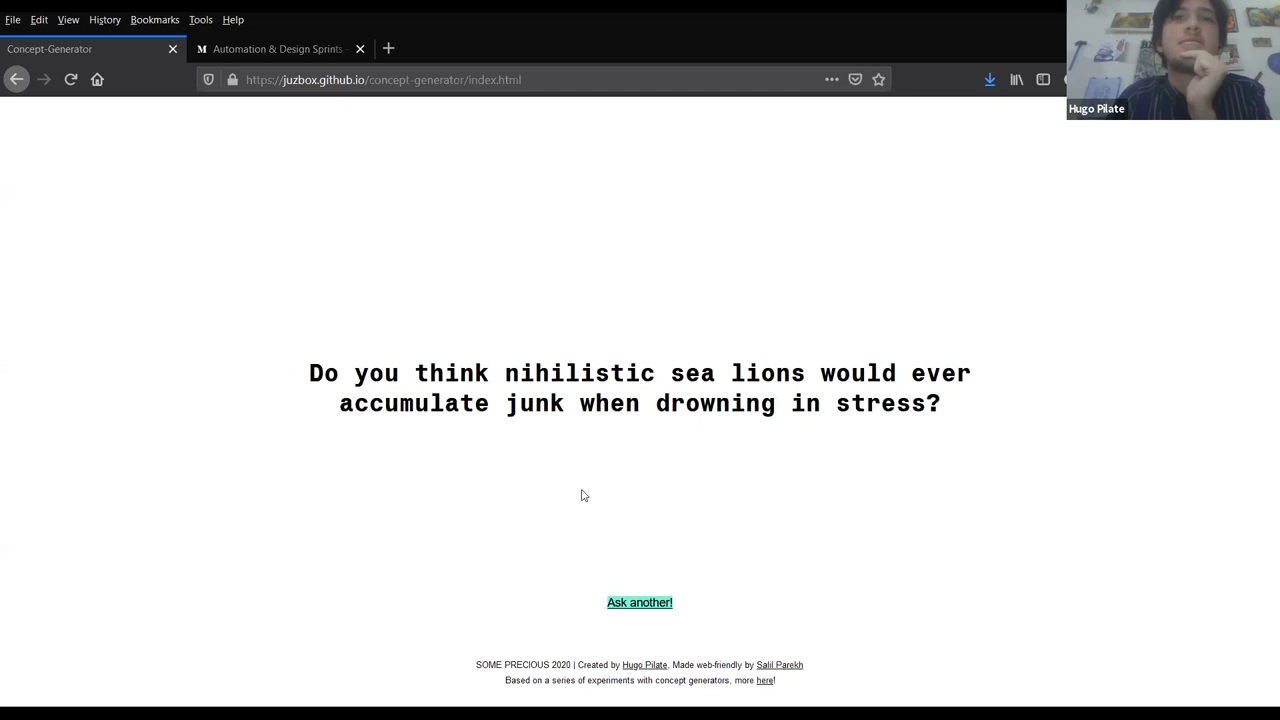 File Edit View History Bookmarks Tools Help
Concept-Generator
M Automation & Design Sprints
https://juzbox.github.io/concept-generator/index.html
Hugo Pilate
Do you think nihilistic sea lions would ever
accumulate junk when drowning in stress?
Ask another!
SOME PRECIOUS 2020 | Created by Hugo Pilate, Made web-friendly by Salil Parekh
Based on a series of experiments with concept generators, more here!